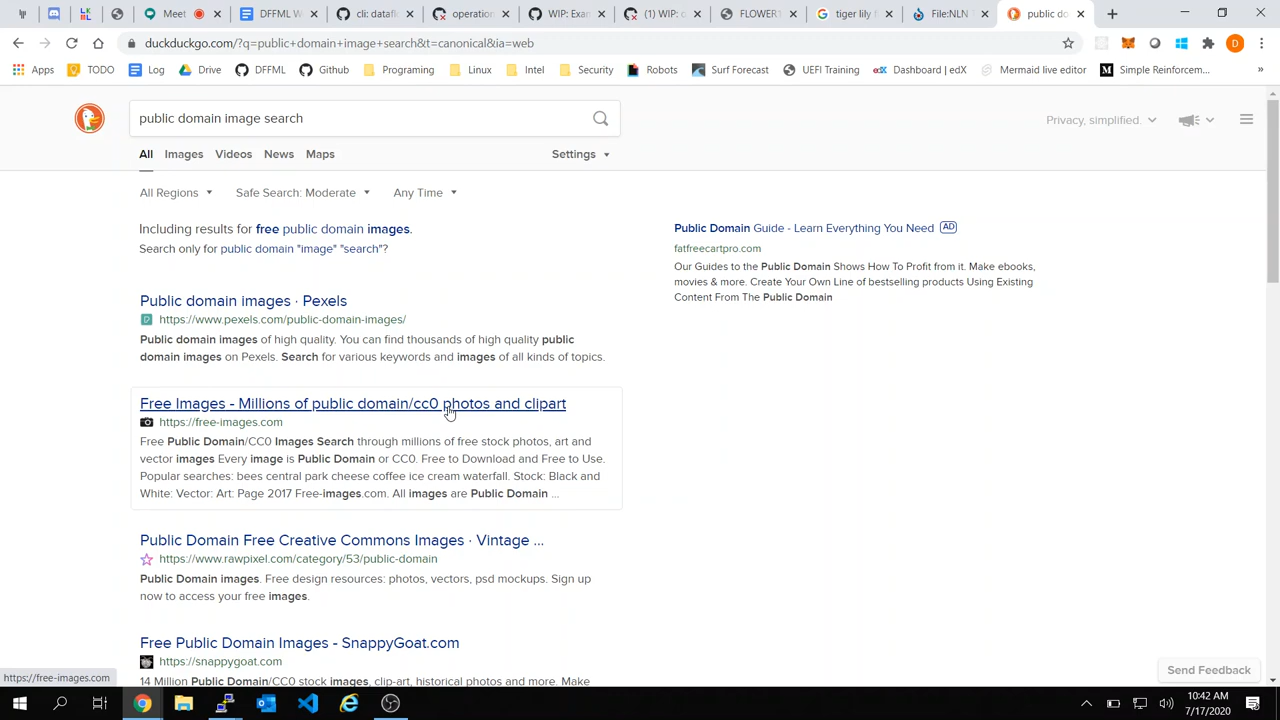 Meet
DFFML W
cli: dataf
operation
WIP: Exan
(1) WIP: c
FLOWERT
tiger lily f
File:NLN
public do
duckduckgo.com/?q=public+domain+image+search&t=canonical&ia=web
Apps
TODO
Log
Drive
DFFML
Github
Programing
Linux
Intel
Security
Robots
Surf Forecast
UEFI Training
Dashboard | edX
Mermaid live editor
Simple Reinforcem...
»
public domain image search
Privacy, simplified.
All
Images
Videos
News
Maps
Settings
All Regions
Safe Search: Moderate
Any Time
Including results for free public domain images.
Search only for public domain "image" "search"?
Public domain images · Pexels
https://www.pexels.com/public-domain-images/
Public domain images of high quality. You can find thousands of high quality public
domain images on Pexels. Search for various keywords and images of all kinds of topics.
Public Domain Guide - Learn Everything You Need AD
fatfreecartpro.com
Our Guides to the Public Domain Shows How To Profit from it. Make ebooks,
movies & more. Create Your Own Line of bestselling products Using Existing
Content From The Public Domain
Free Images - Millions of public domain/cc0 photos and clipart
https://free-images.com
Free Public Domain/CC0 Images Search through millions of free stock photos, art and
vector images Every image is Public Domain or CC0. Free to Download and Free to Use.
Popular searches: bees central park cheese coffee ice cream waterfall. Stock: Black and
White: Vector: Art: Page 2017 Free-images.com. All images are Public Domain ...
Public Domain Free Creative Commons Images · Vintage ...
https://www.rawpixel.com/category/53/public-domain
Public Domain images. Free design resources: photos, vectors, psd mockups. Sign up
now to access your free images.
Free Public Domain Images - SnappyGoat.com
https://snappygoat.com
14 Million Public Domain/CC0 stock images, clip-art, historical photos and more. Make
Send Feedback
https://free-images.com
10:42 AM
7/17/2020